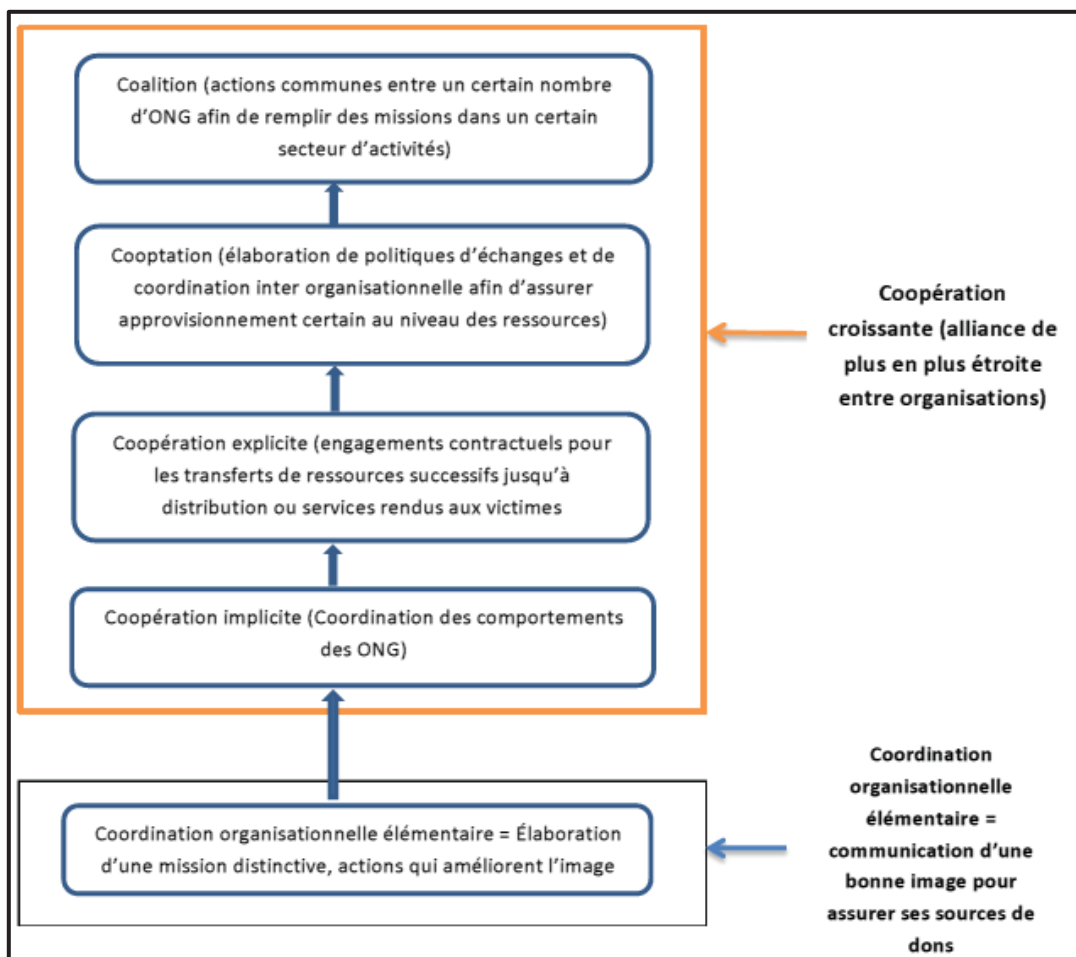 Coalition (actions communes entre un certain nombre
d’ONG afin de remplir des missions dans un certain
secteur d’activités)
Cooptation (élaboration de politiques d’échanges et de
coordination inter organisationnelle afin d’assurer
approvisionnement certain au niveau des ressources)
Coopération explicite (engagements contractuels pour
les transferts de ressources successifs jusqu’à
distribution ou services rendus aux victimes
Coopération implicite (Coordination des comportements
des ONG)
Coopération
croissante (alliance de
plus en plus étroite
entre organisations)
Coordination organisationnelle élémentaire = Élaboration
d’une mission distinctive, actions qui améliorent l’image
Coordination
organisationnelle
élémentaire =
communication d’une
bonne image pour
assurer ses sources de
dons